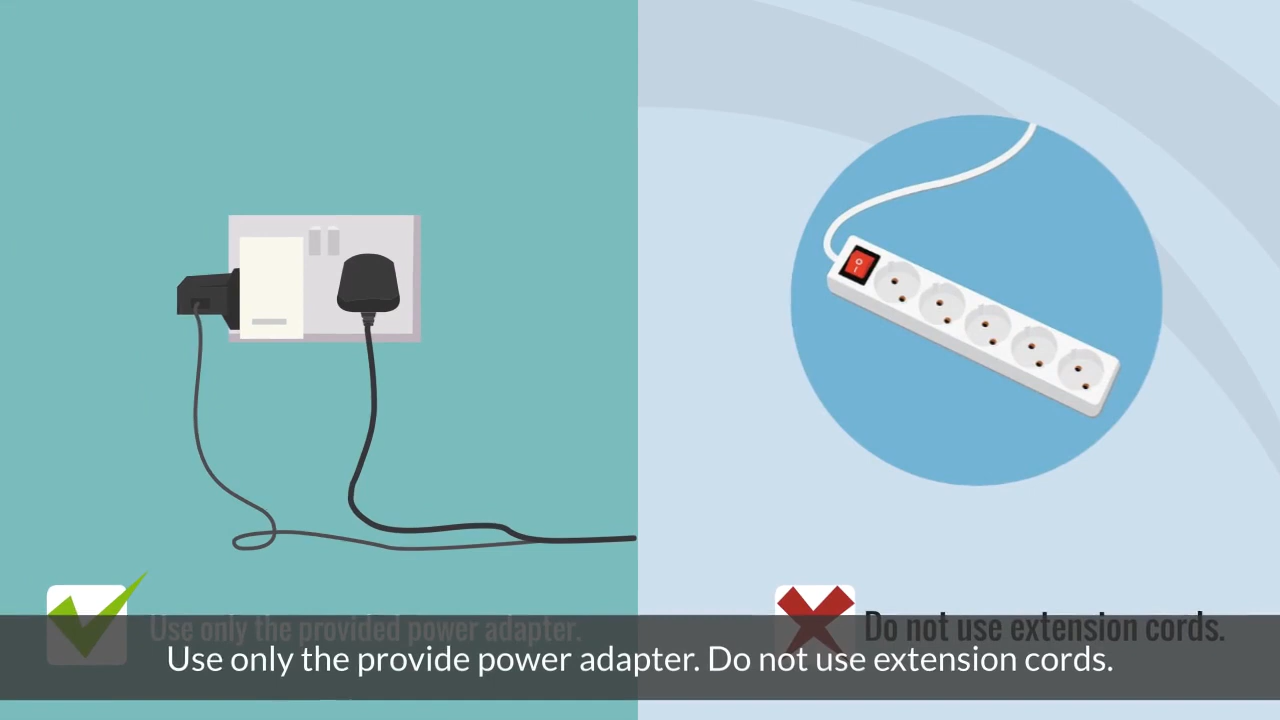 Use only the provided power adapter.
Do not use extension cords.
Use only the provide power adapter. Do not use extension cords.